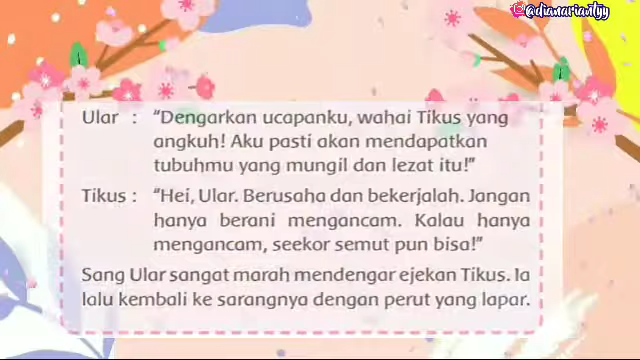 @dianariantyy
Ular : “Dengarkan ucapanku, wahai Tikus yang
angkuh! Aku pasti akan mendapatkan
tubuhmu yang mungil dan lezat itu!”
Tikus : “Hei, Ular. Berusaha dan bekerjalah. Jangan
hanya berani mengancam. Kalau hanya
mengancam, seekor semut pun bisa!”
Sang Ular sangat marah mendengar ejekan Tikus. Ia
lalu kembali ke sarangnya dengan perut yang lapar.